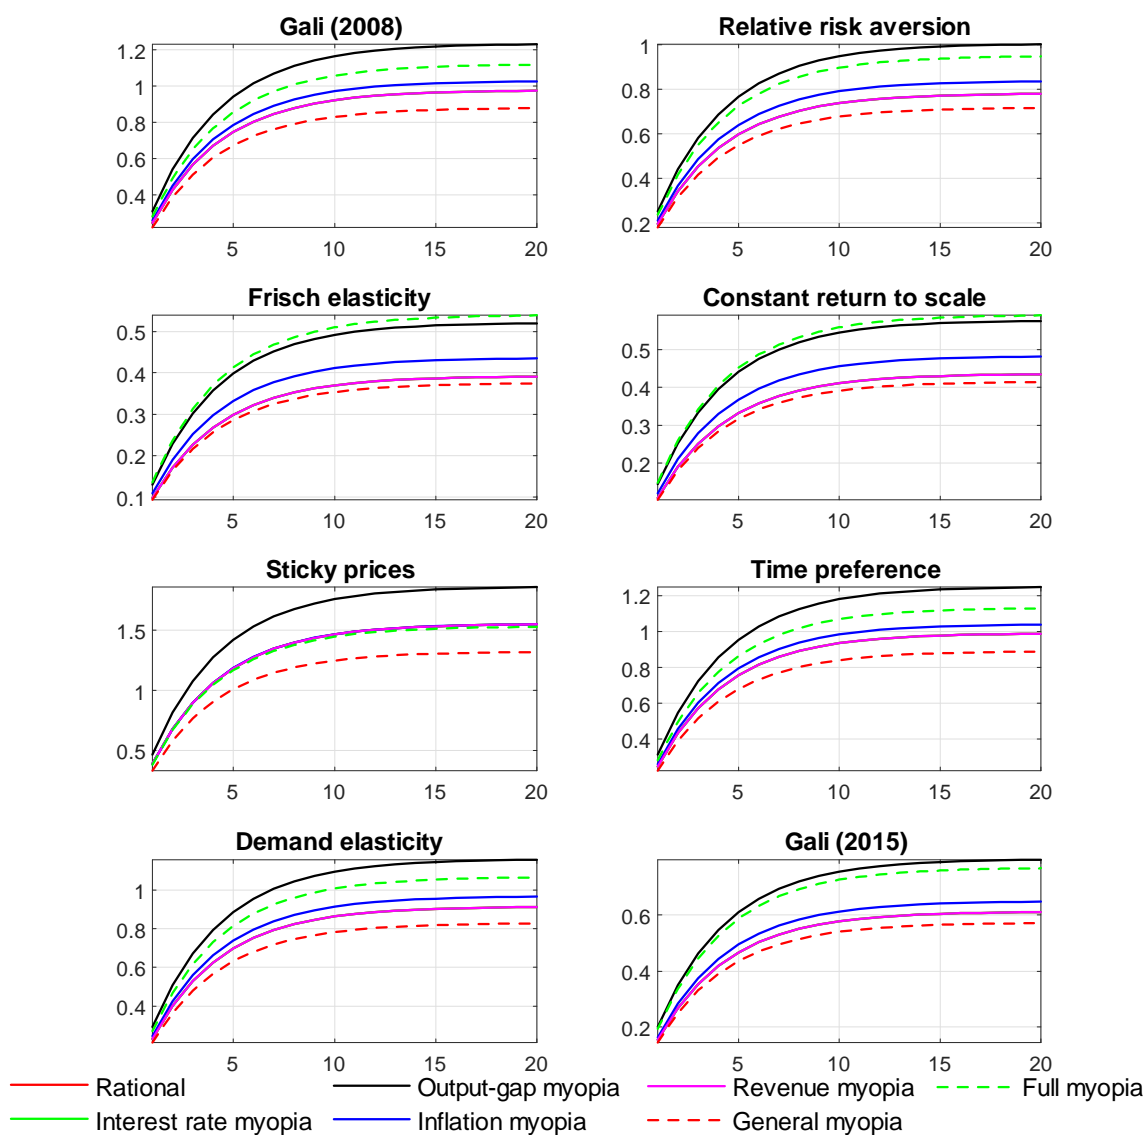 Gali (2008) Relative risk aversion
1.2 1
1 0.8
0.8 0.6
0.6 0.4
0.4 0.2
5 10 15 20 5 10 15 20
Frisch elasticity Constant return to scale
0.5 0.5
0.4 0.4
0.3 0.3
0.2 0.2
0.1
5 10 15 20 5 10 15 20
Sticky prices Time preference
1.5 1.2
1 1
0.5 0.8
0.6
0.4
5 10 15 20 5 10 15 20
Demand elasticity Gali (2015)
1 0.6
0.8 0.4
0.6 0.2
0.4
5 10 15 20 5 10 15 20
Rational Output-gap myopia Revenue myopia Full myopia
Interest rate myopia Inflation myopia General myopia